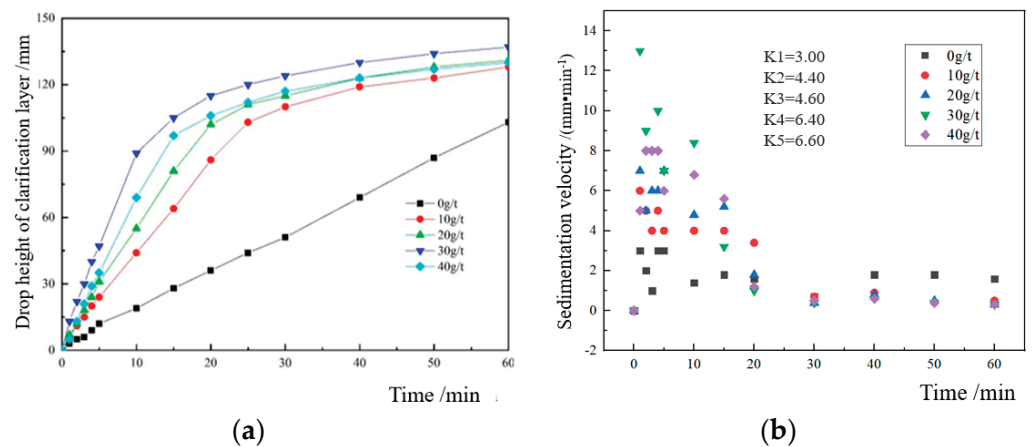 150
120
90
60
30
0
Drop height of clarification layer /mm
0g/t
10g/t
20g/t
30g/t
40g/t
0 10 20 30 40 50 60
Time /min
(a)
14
12
10
8
6
4
2
0
-2
Sedimentation velocity /(mm•min⁻¹)
K1=3.00
K2=4.40
K3=4.60
K4=6.40
K5=6.60
0g/t
10g/t
20g/t
30g/t
40g/t
0 10 20 30 40 50 60
Time /min
(b)